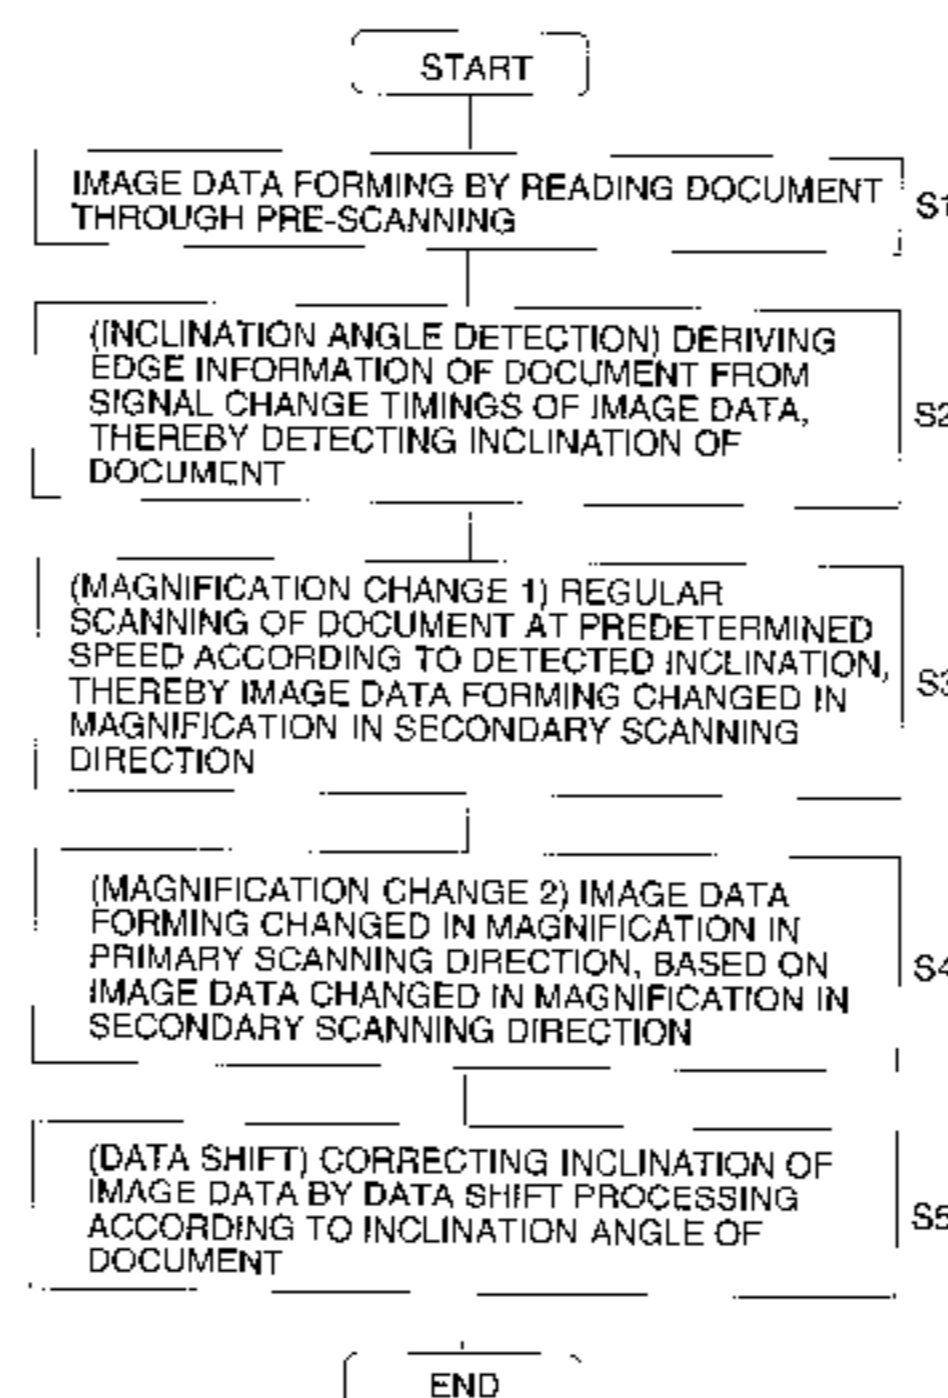 START
IMAGE DATA FORMING BY READING DOCUMENT
THROUGH PRE-SCANNING
S1
(INCLINATION ANGLE DETECTION) DERIVING
EDGE INFORMATION OF DOCUMENT FROM
SIGNAL CHANGE TIMINGS OF IMAGE DATA,
THEREBY DETECTING INCLINATION OF
DOCUMENT
S2
(MAGNIFICATION CHANGE 1) REGULAR
SCANNING OF DOCUMENT AT PREDETERMINED
SPEED ACCORDING TO DETECTED INCLINATION,
THEREBY IMAGE DATA FORMING CHANGED IN
MAGNIFICATION IN SECONDARY SCANNING
DIRECTION
S3
(MAGNIFICATION CHANGE 2) IMAGE DATA
FORMING CHANGED IN MAGNIFICATION IN
PRIMARY SCANNING DIRECTION, BASED ON
IMAGE DATA CHANGED IN MAGNIFICATION IN
SECONDARY SCANNING DIRECTION
S4
(DATA SHIFT) CORRECTING INCLINATION OF
IMAGE DATA BY DATA SHIFT PROCESSING
ACCORDING TO INCLINATION ANGLE OF
DOCUMENT
S5
END